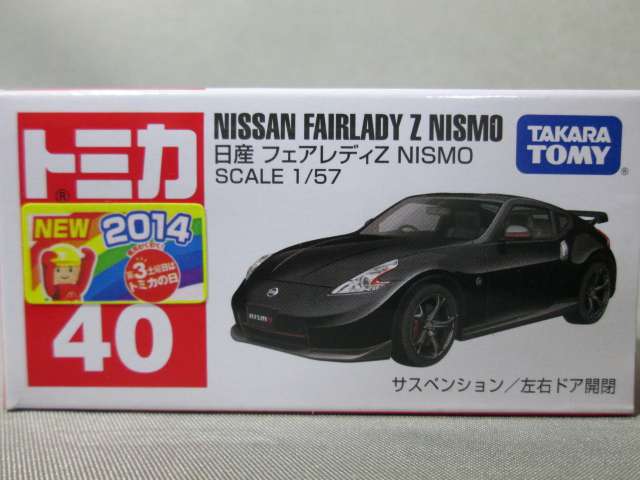 トミカ
®
NEW
2014
第3土曜日は
トミカの日
40
NISSAN FAIRLADY Z NISMO
日産 フェアレディZ NISMO
SCALE 1/57
TAKARA
TOMY
®
nismo
サスペンション/左右ドア開閉